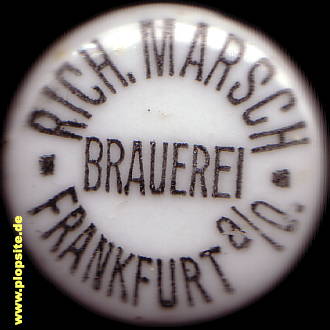 RICH. MARSCH
BRAUEREI
FRANKFURT a/O.
www.plopsite.de